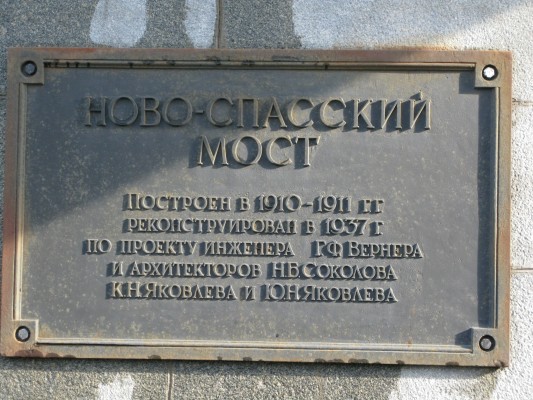 НОВО-СПАССКИЙ
МОСТ
ПОСТРОЕН В 1910-1911 ГГ
РЕКОНСТРУИРОВАН В 1937 Г
ПО ПРОЕКТУ ИНЖЕНЕРА Г.Ф ВЕРНЕРА
И АРХИТЕКТОРОВ Н.Б.СОКОЛОВА
К.Н.ЯКОВЛЕВА И Ю.Н.ЯКОВЛЕВА